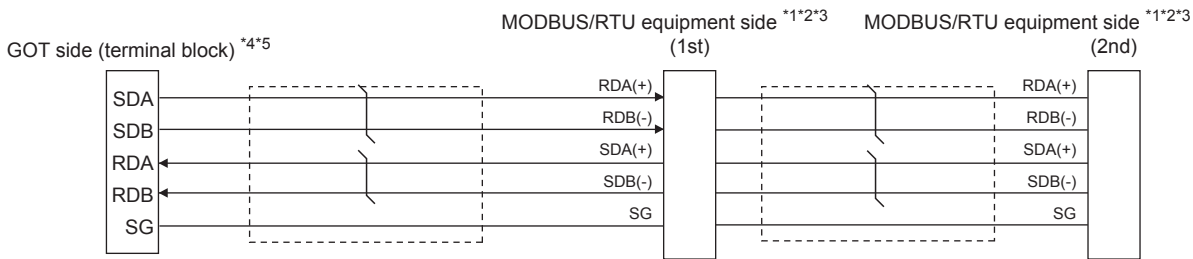 MODBUS/RTU equipment side *1*2*3
(1st)
MODBUS/RTU equipment side *1*2*3
(2nd)
GOT side (terminal block) *4*5
SDA
RDA(+)
RDA(+)
SDB
RDB(-)
RDB(-)
RDA
SDA(+)
SDA(+)
RDB
SDB(-)
SDB(-)
SG
SG
SG